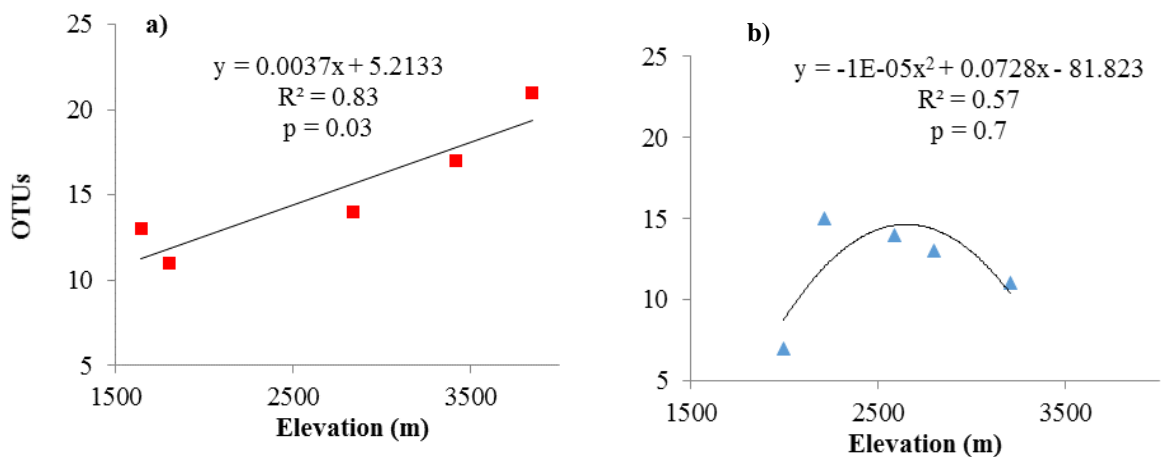 a)
y = 0.0037x + 5.2133
R² = 0.83
p = 0.03
OTUs
25
20
15
10
5
1500 2500 3500
Elevation (m)
b)
y = -1E-05x² + 0.0728x - 81.823
R² = 0.57
p = 0.7
25
20
15
10
5
1500 2500 3500
Elevation (m)